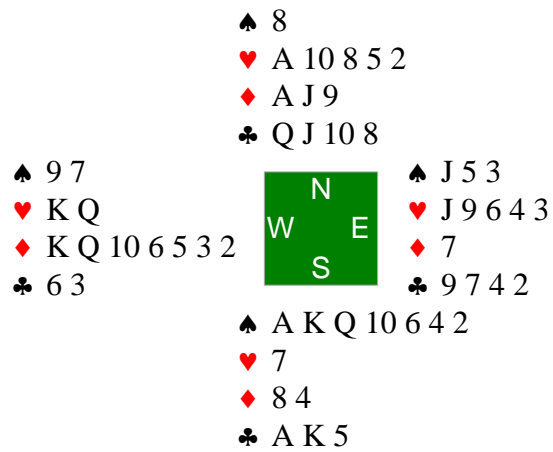 ♠ 8
♥ A 10 8 5 2
♦ A J 9
♣ Q J 10 8
♠ 9 7
♥ K Q
♦ K Q 10 6 5 3 2
♣ 6 3
N
W E
S
♠ J 5 3
♥ J 9 6 4 3
♦ 7
♣ 9 7 4 2
♠ A K Q 10 6 4 2
♥ 7
♦ 8 4
♣ A K 5